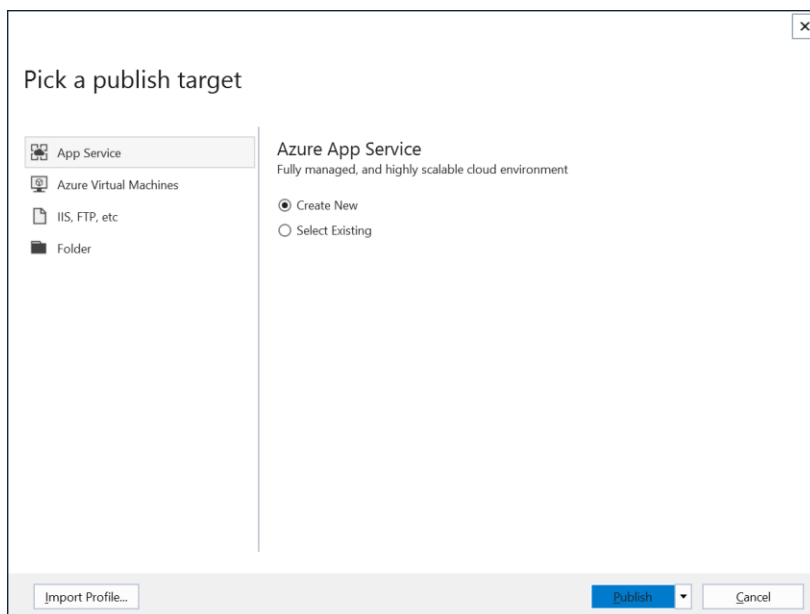 Pick a publish target
App Service
Azure Virtual Machines
IIS, FTP, etc
Folder
Azure App Service
Fully managed, and highly scalable cloud environment
Create New
Select Existing
Import Profile...
Publish
Cancel